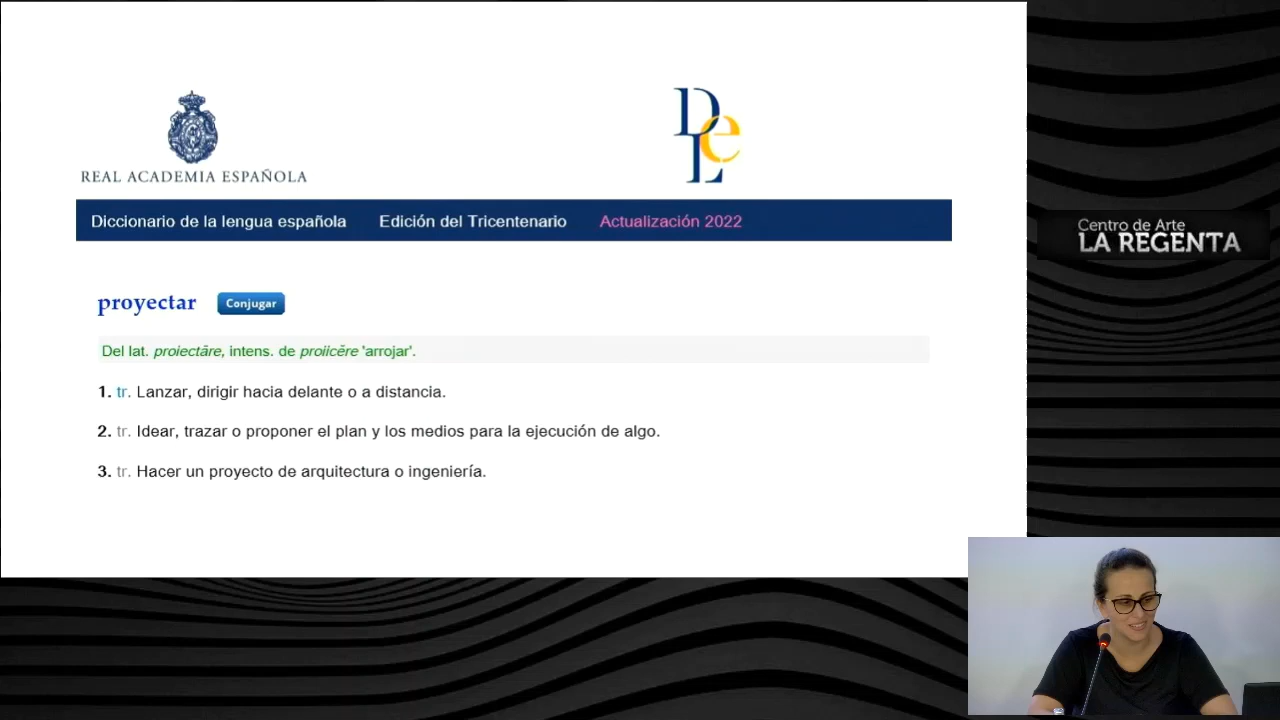 REAL ACADEMIA ESPAÑOLA
DLe
Diccionario de la lengua española Edición del Tricentenario Actualización 2022
proyectar Conjugar
Del lat. proiectāre, intens. de proiicĕre 'arrojar'.
1. tr. Lanzar, dirigir hacia delante o a distancia.
2. tr. Idear, trazar o proponer el plan y los medios para la ejecución de algo.
3. tr. Hacer un proyecto de arquitectura o ingeniería.
Centro de Arte
LA REGENTA